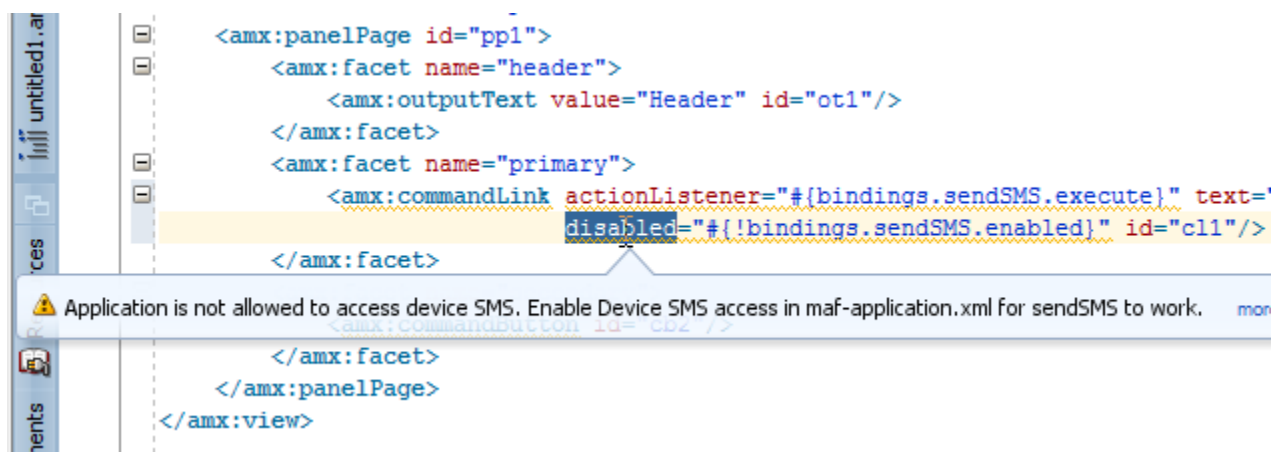 untitled1.an
<amx:panelPage id="pp1">
<amx:facet name="header">
<amx:outputText value="Header" id="ot1"/>
</amx:facet>
<amx:facet name="primary">
<amx:commandLink actionListener="#{bindings.sendSMS.execute}" text="
disabled="#{!bindings.sendSMS.enabled}" id="cl1"/>
</amx:facet>
Application is not allowed to access device SMS. Enable Device SMS access in maf-application.xml for sendSMS to work. more
<amx:commandButton id="cb2"/>
</amx:facet>
</amx:panelPage>
</amx:view>